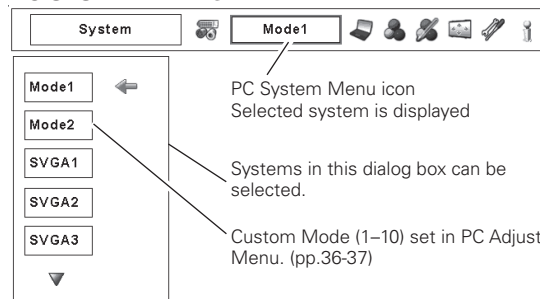 System
Mode1
Mode1
PC System Menu icon
Selected system is displayed
Mode2
SVGA1
Systems in this dialog box can be
selected.
SVGA2
SVGA3
Custom Mode (1–10) set in PC Adjust
Menu. (pp.36-37)